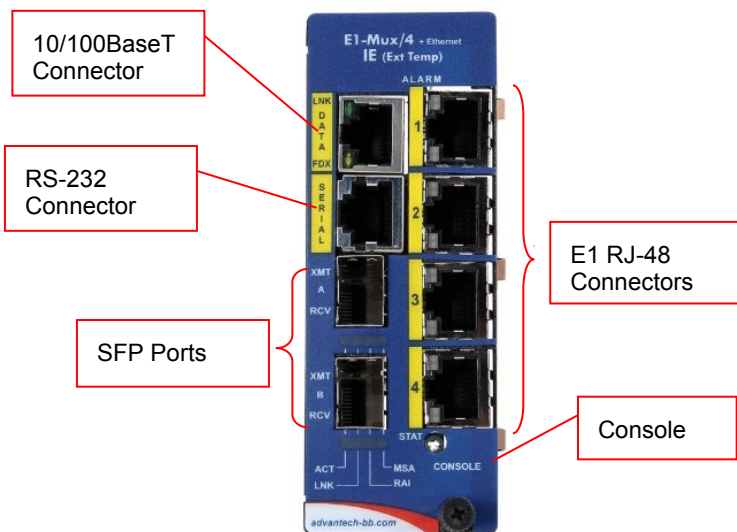 10/100BaseT
Connector
RS-232
Connector
SFP Ports
E1-Mux/4 + Ethernet
IE (Ext Temp)
ALARM
LNK
DATA
FDX
SERIAL
1
2
3
4
XMT
A
RCV
XMT
B
RCV
STAT
ACT
MSA
LNK
RAI
CONSOLE
advantech-bb.com
E1 RJ-48
Connectors
Console